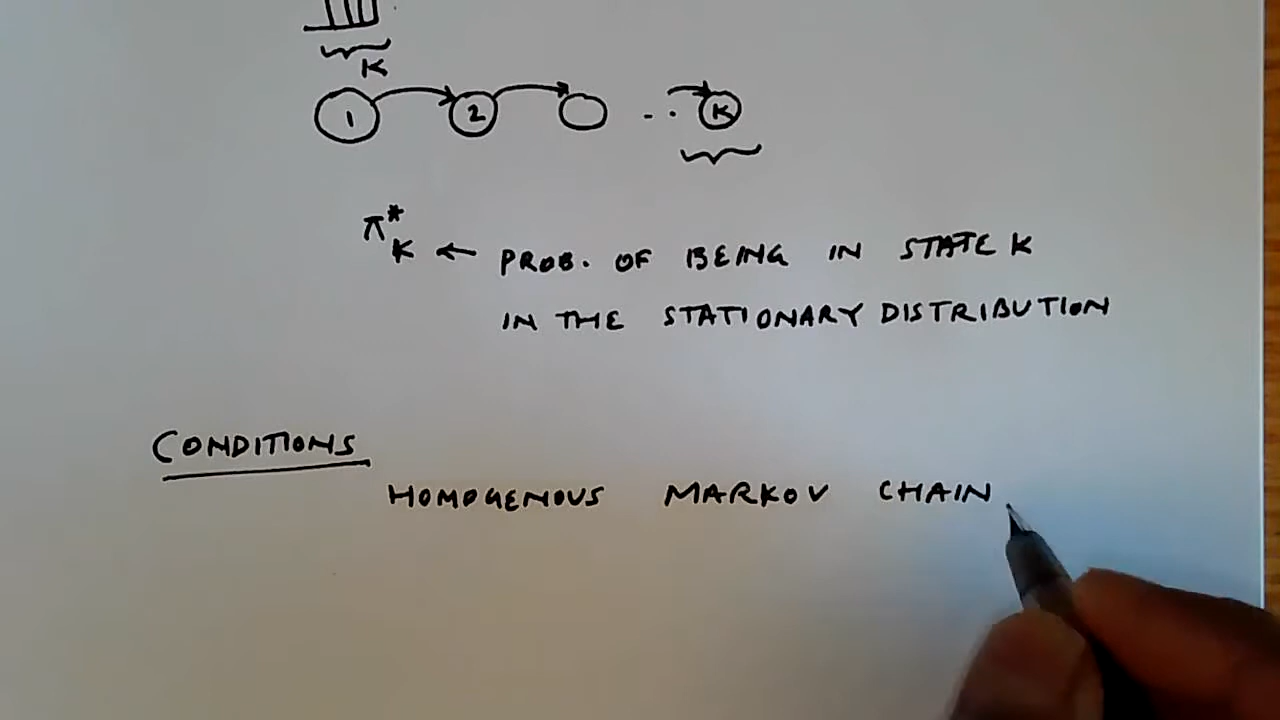 K
1 2 . . K
π*K ← PROB. OF BEING IN STATE K
IN THE STATIONARY DISTRIBUTION
CONDITIONS
HOMOGENOUS MARKOV CHAIN